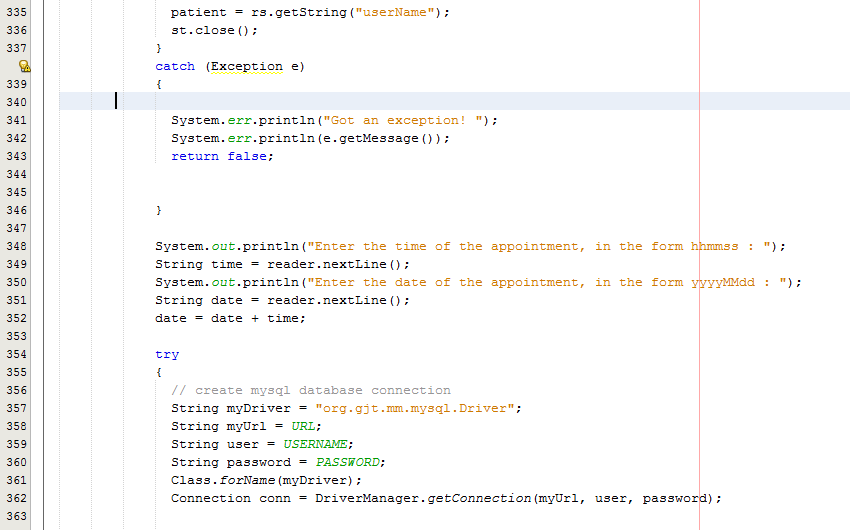 335 patient = rs.getString("userName");
336 st.close();
337 }
catch (Exception e)
339 {
340
341 System.err.println("Got an exception! ");
342 System.err.println(e.getMessage());
343 return false;
344
345
346 }
347
348 System.out.println("Enter the time of the appointment, in the form hhmmss : ");
349 String time = reader.nextLine();
350 System.out.println("Enter the date of the appointment, in the form yyyyMMdd : ");
351 String date = reader.nextLine();
352 date = date + time;
353
354 try
355 {
356 // create mysql database connection
357 String myDriver = "org.gjt.mm.mysql.Driver";
358 String myUrl = URL;
359 String user = USERNAME;
360 String password = PASSWORD;
361 Class.forName(myDriver);
362 Connection conn = DriverManager.getConnection(myUrl, user, password);
363